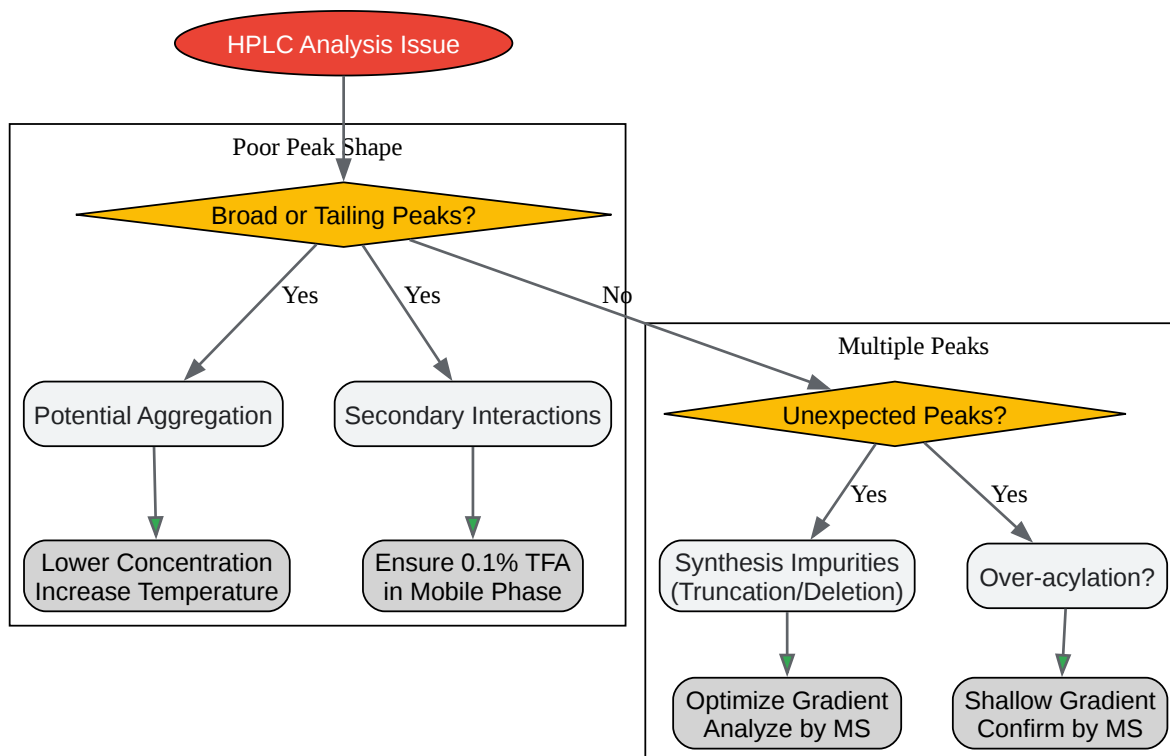 HPLC Analysis Issue
Poor Peak Shape
Broad or Tailing Peaks?
Yes
Yes
No
Potential Aggregation
Secondary Interactions
Lower Concentration
Increase Temperature
Ensure 0.1% TFA
in Mobile Phase
Multiple Peaks
Unexpected Peaks?
Yes
Yes
Synthesis Impurities
(Truncation/Deletion)
Over-acylation?
Optimize Gradient
Analyze by MS
Shallow Gradient
Confirm by MS